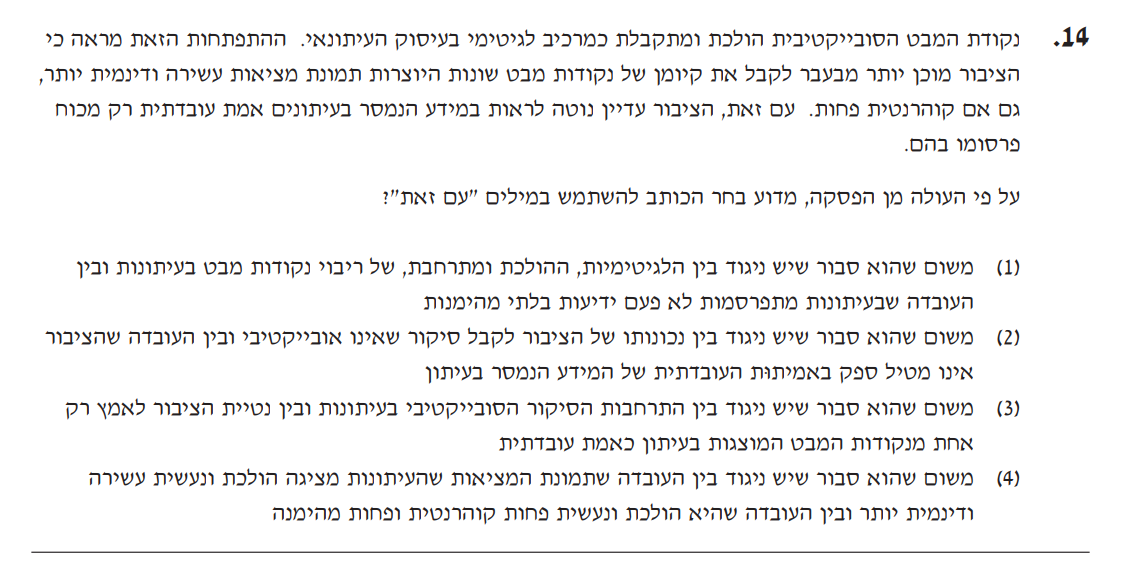 14. נקודת המבט הסובייקטיבית הולכת ומתקבלת כמרכיב לגיטימי בעיסוק העיתונאי. ההתפתחות הזאת מראה כי
הציבור מוכן יותר מבעבר לקבל את קיומן של נקודות מבט שונות היוצרות תמונת מציאות עשירה ודינמית יותר,
גם אם קוהרנטית פחות. עם זאת, הציבור עדיין נוטה לראות במידע הנמסר בעיתונים אמת עובדתית רק מכוח
פרסומו בהם.
על פי העולה מן הפסקה, מדוע בחר הכותב להשתמש במילים "עם זאת"?
(1) משום שהוא סבור שיש ניגוד בין הלגיטימיות, ההולכת ומתרחבת, של ריבוי נקודות מבט בעיתונות ובין
העובדה שבעיתונות מתפרסמות לא פעם ידיעות בלתי מהימנות
(2) משום שהוא סבור שיש ניגוד בין נכונותו של הציבור לקבל סיקור שאינו אובייקטיבי ובין העובדה שהציבור
אינו מטיל ספק באמיתוּת העובדתית של המידע הנמסר בעיתון
(3) משום שהוא סבור שיש ניגוד בין התרחבות הסיקור הסובייקטיבי בעיתונות ובין נטיית הציבור לאמץ רק
אחת מנקודות המבט המוצגות בעיתון כאמת עובדתית
(4) משום שהוא סבור שיש ניגוד בין העובדה שתמונת המציאות שהעיתונות מציגה הולכת ונעשית עשירה
ודינמית יותר ובין העובדה שהיא הולכת ונעשית פחות קוהרנטית ופחות מהימנה